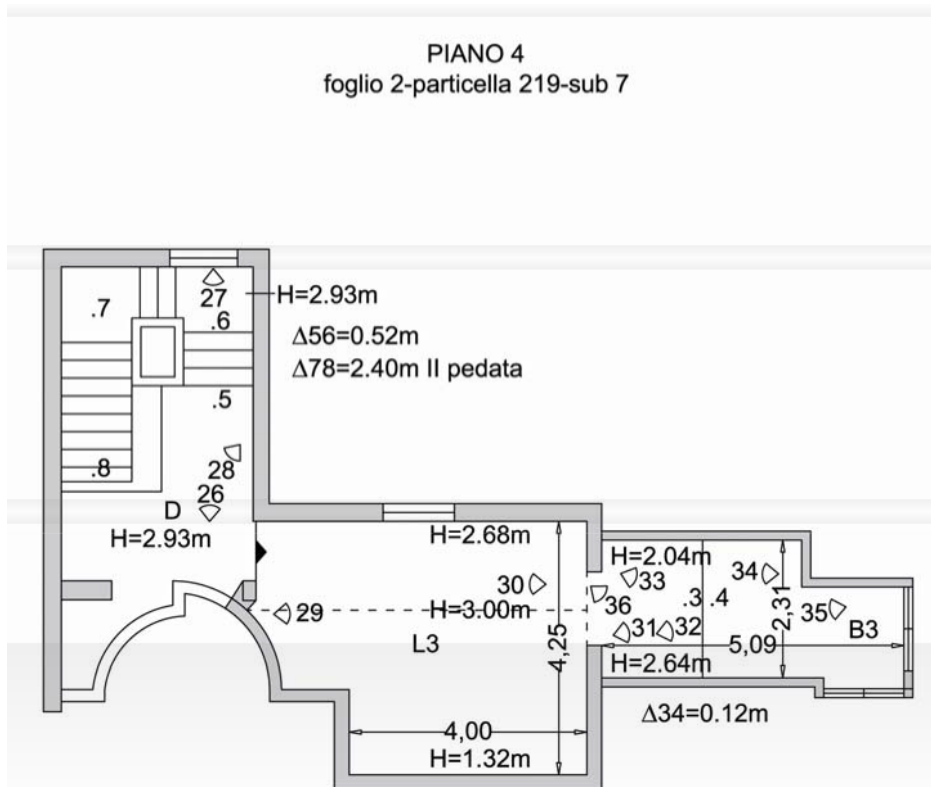 PIANO 4
foglio 2-particella 219-sub 7
.7
27
H=2.93m
.6
Δ56=0.52m
Δ78=2.40m II pedata
.5
.8
28
26
D
H=2.93m
H=2.68m
H=2.04m
30
33
34
36
.3
.4
2,31
29
H=3.00m
35
L3
4,25
31
32
5,09
B3
H=2.64m
Δ34=0.12m
4,00
H=1.32m